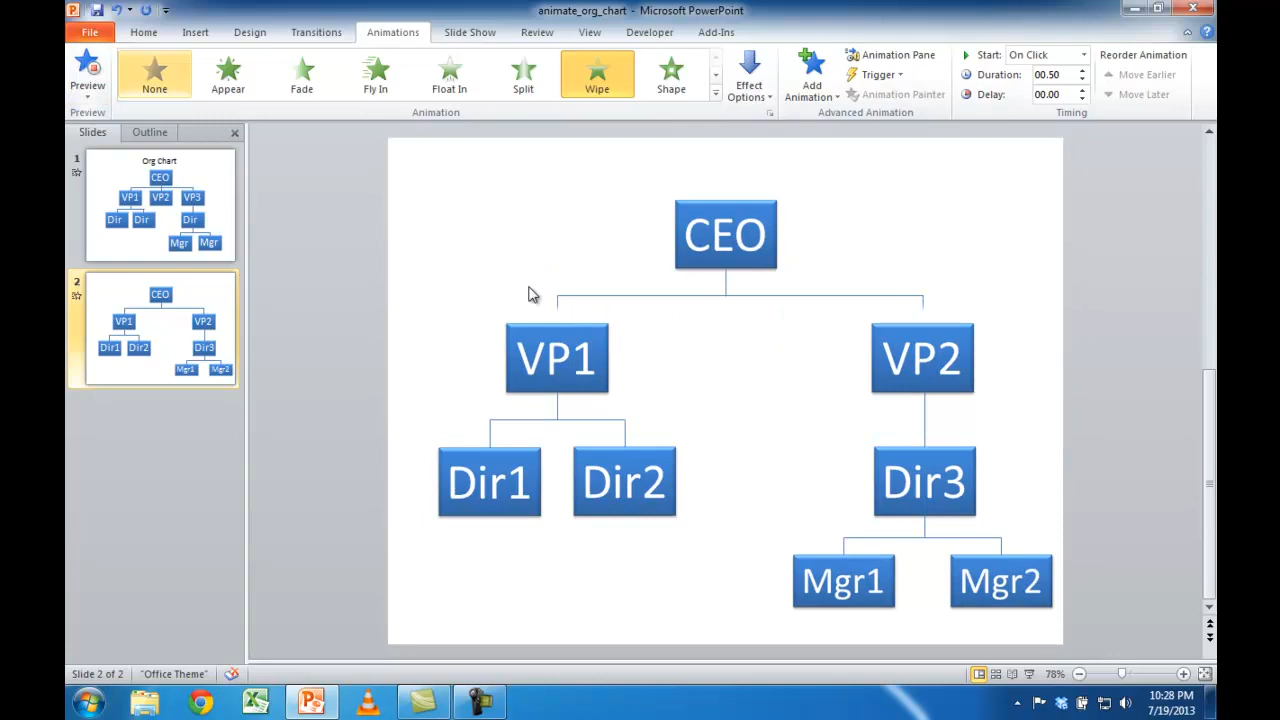 animate_org_chart - Microsoft PowerPoint
File Home Insert Design Transitions Animations Slide Show Review View Developer Add-Ins
Preview
Preview
None Appear Fade Fly In Float In Split Wipe Shape
Animation
Effect Options
Add Animation
Animation Pane
Trigger
Animation Painter
Advanced Animation
Start: On Click
Duration: 00.50
Delay: 00.00
Timing
Reorder Animation
Move Earlier
Move Later
Slides Outline
1
Org Chart
CEO
VP1 VP2 VP3
Dir Dir Dir
Mgr Mgr
2
CEO
VP1 VP2
Dir1 Dir2 Dir3
Mgr1 Mgr2
CEO
VP1 VP2
Dir1 Dir2 Dir3
Mgr1 Mgr2
Slide 2 of 2 "Office Theme" 78%
10:28 PM
7/19/2013